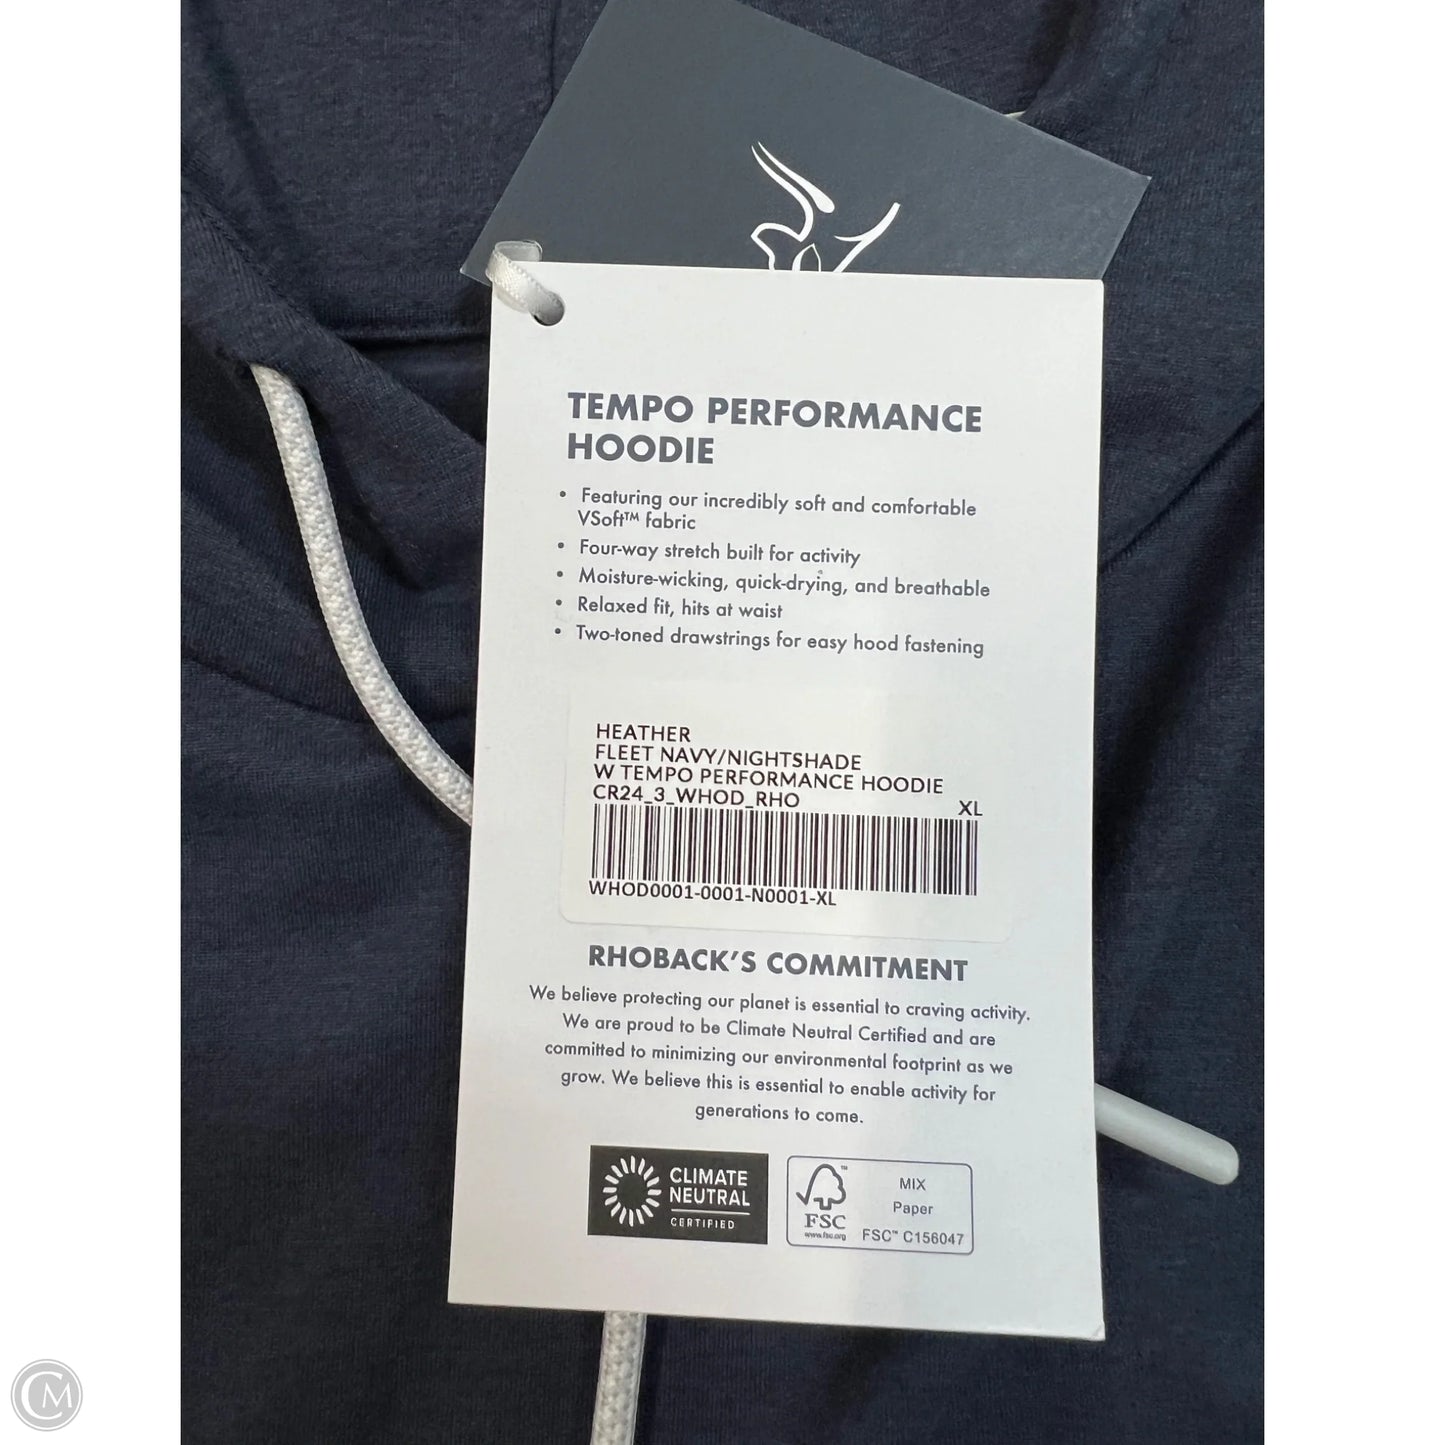 TEMPO PERFORMANCE
HOODIE
• Featuring our incredibly soft and comfortable
VSoft™ fabric
• Four-way stretch built for activity
• Moisture-wicking, quick-drying, and breathable
• Relaxed fit, hits at waist
• Two-toned drawstrings for easy hood fastening
HEATHER
FLEET NAVY/NIGHTSHADE
W TEMPO PERFORMANCE HOODIE
CR24_3_WHOD_RHO XL
WHOD0001-0001-N0001-XL
RHOBACK'S COMMITMENT
We believe protecting our planet is essential to craving activity.
We are proud to be Climate Neutral Certified and are
committed to minimizing our environmental footprint as we
grow. We believe this is essential to enable activity for
generations to come.
CLIMATE
NEUTRAL
CERTIFIED
™
FSC
www.fsc.org
MIX
Paper
FSC™ C156047
CM